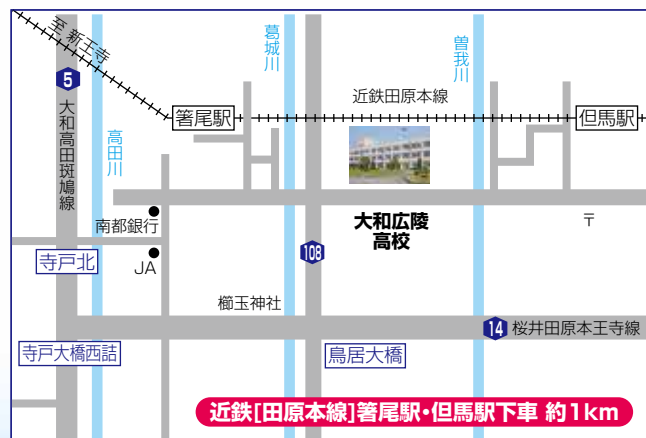 至 新王寺
5
大和高田斑鳩線
高田川
葛城川
曽我川
箸尾駅
近鉄田原本線
但馬駅
大和広陵
高校
南都銀行
〒
寺戸北
JA
108
櫛玉神社
14
桜井田原本王寺線
寺戸大橋西詰
鳥居大橋
近鉄[田原本線]箸尾駅・但馬駅下車 約1km